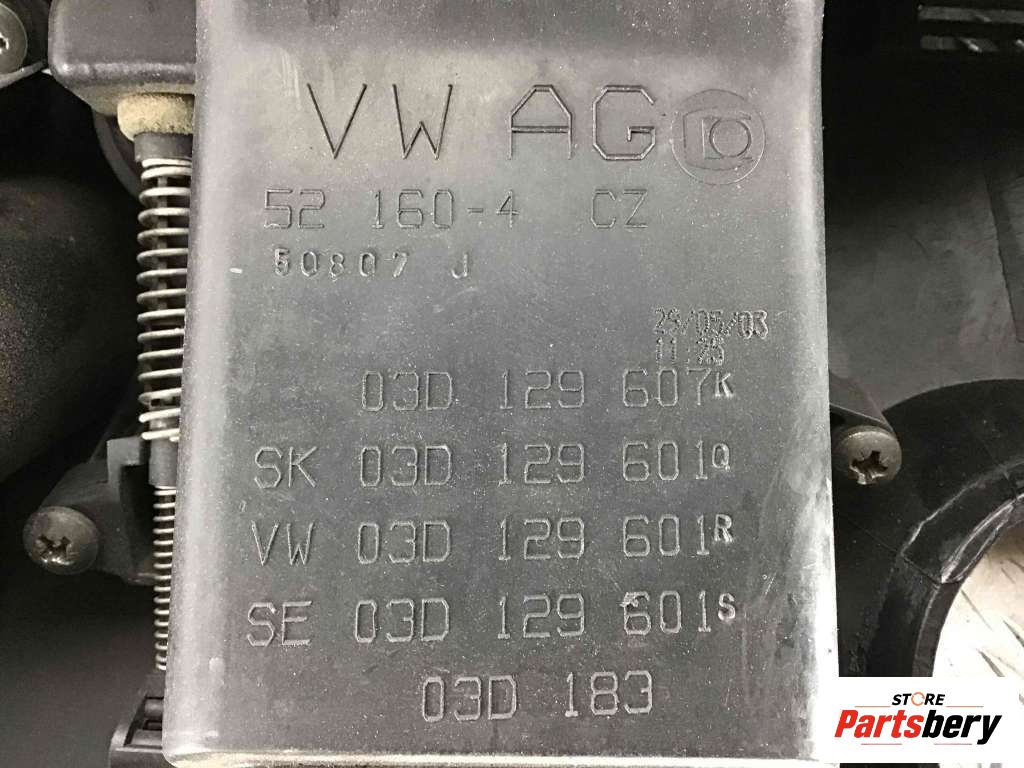 VW AG
52 160-4 CZ
50807 J
29/05/03
11:25
03D 129 607K
SK 03D 129 601Q
VW 03D 129 601R
SE 03D 129 601S
03D 183
STORE
Partsbery